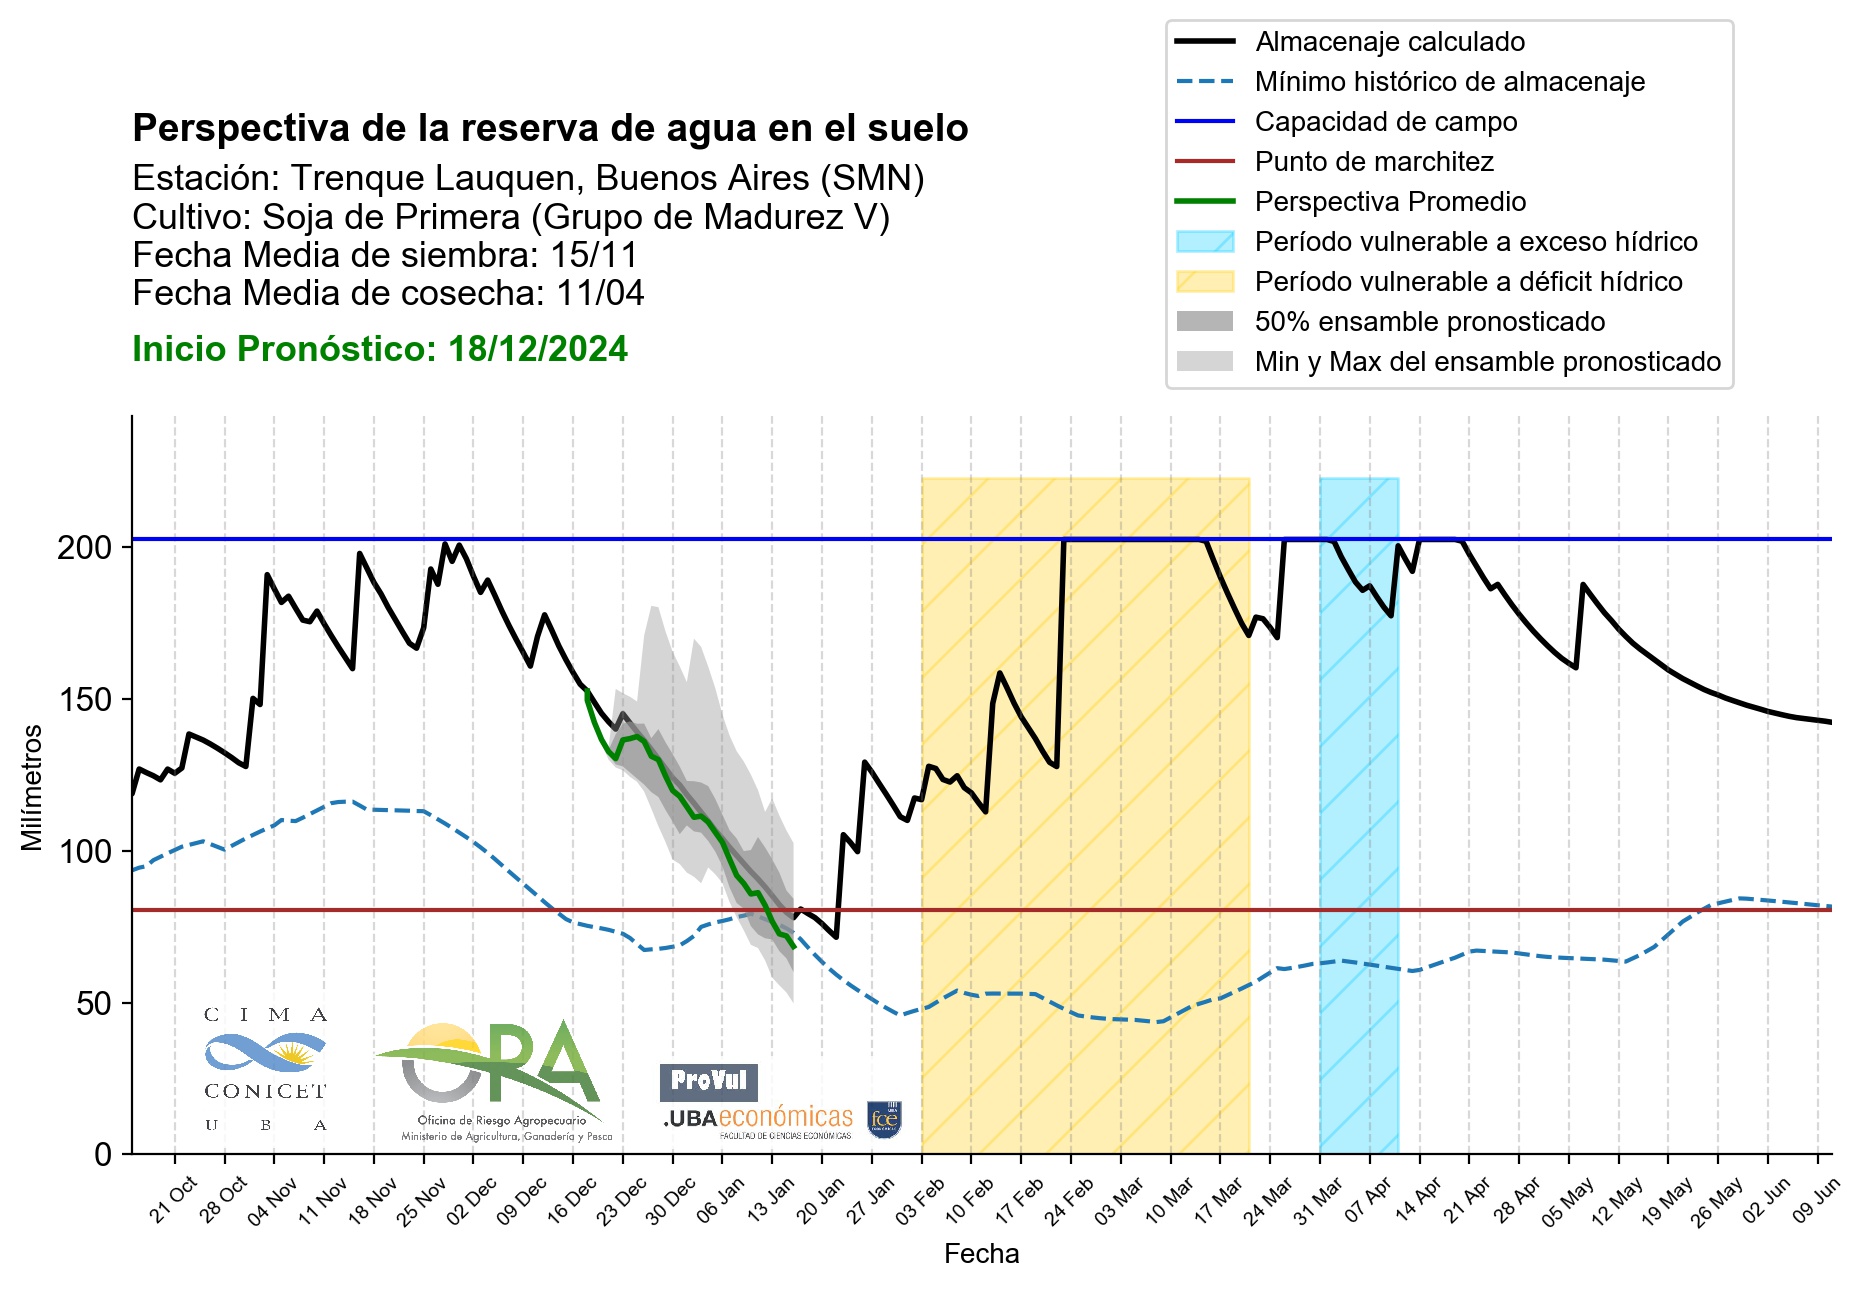 Perspectiva de la reserva de agua en el suelo
Estación: Trenque Lauquen, Buenos Aires (SMN)
Cultivo: Soja de Primera (Grupo de Madurez V)
Fecha Media de siembra: 15/11
Fecha Media de cosecha: 11/04
Inicio Pronóstico: 18/12/2024
Almacenaje calculado
Mínimo histórico de almacenaje
Capacidad de campo
Punto de marchitez
Perspectiva Promedio
Período vulnerable a exceso hídrico
Período vulnerable a déficit hídrico
50% ensamble pronosticado
Min y Max del ensamble pronosticado
Milímetros
200
150
100
50
0
CIMA
CONICET
UBA
ORA
Oficina de Riesgo Agropecuario
Ministerio de Agricultura, Ganadería y Pesca
ProVul
.UBAeconómicas
FACULTAD DE CIENCIAS ECONÓMICAS
UBA
fce
ECONÓMICAS
21 Oct
28 Oct
04 Nov
11 Nov
18 Nov
25 Nov
02 Dec
09 Dec
16 Dec
23 Dec
30 Dec
06 Jan
13 Jan
20 Jan
27 Jan
03 Feb
10 Feb
17 Feb
24 Feb
03 Mar
10 Mar
17 Mar
24 Mar
31 Mar
07 Apr
14 Apr
21 Apr
28 Apr
05 May
12 May
19 May
26 May
02 Jun
09 Jun
Fecha